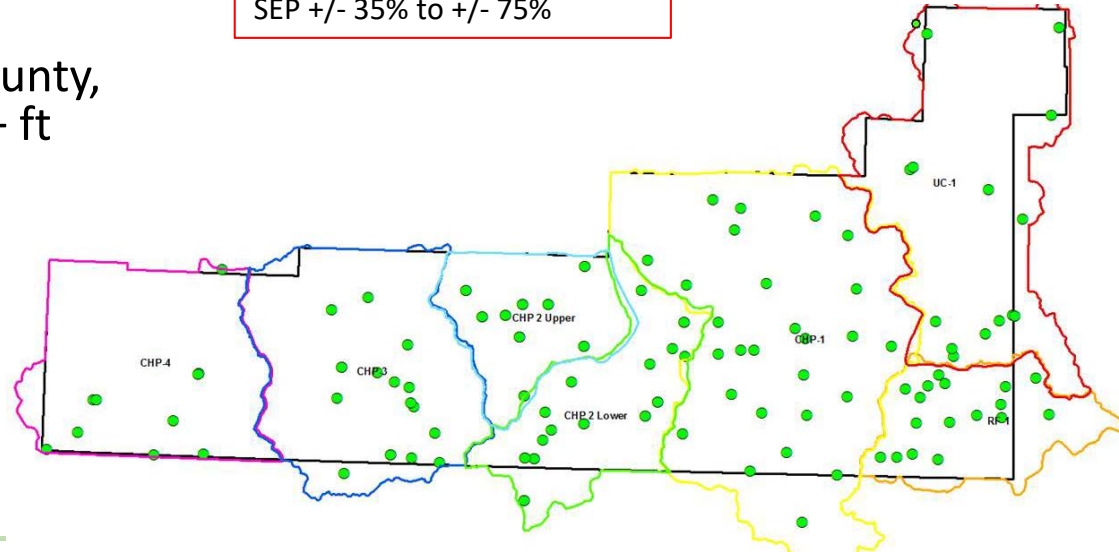 SEP +/- 35% to +/- 75%
unty,
- ft
UC-1
CHP 2 Upper
CHP-1
CHP-4
CHP-3
CHP 2 Lower
RF-1